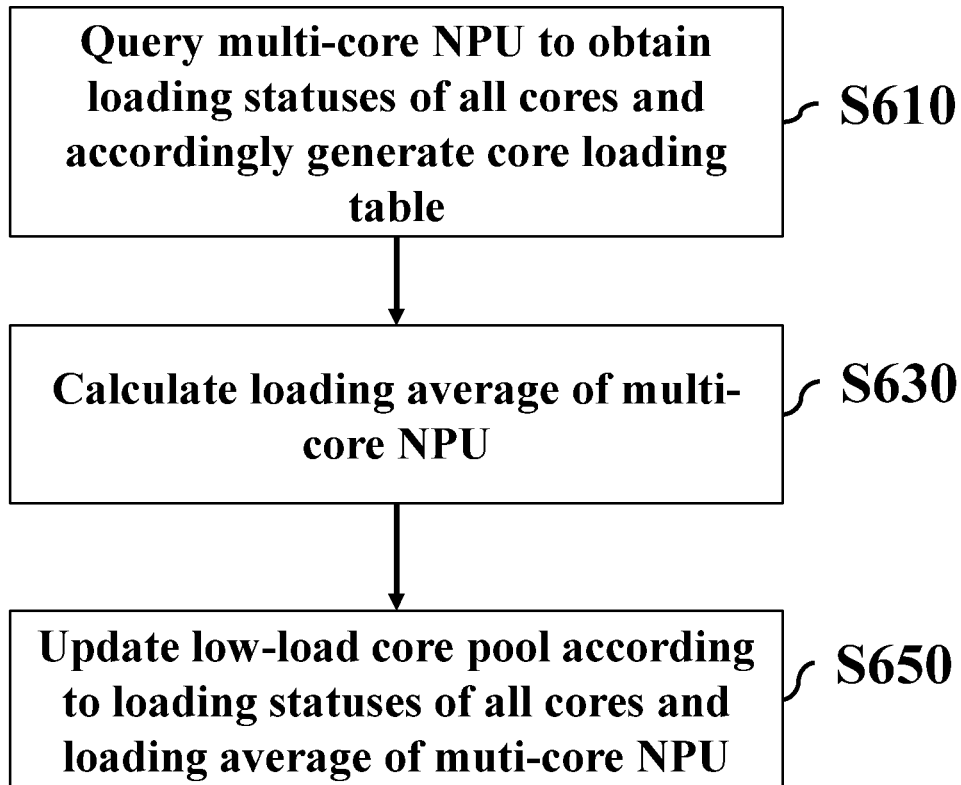 Query multi-core NPU to obtain
loading statuses of all cores and
accordingly generate core loading
table
S610
Calculate loading average of multi-
core NPU
S630
Update low-load core pool according
to loading statuses of all cores and
loading average of muti-core NPU
S650